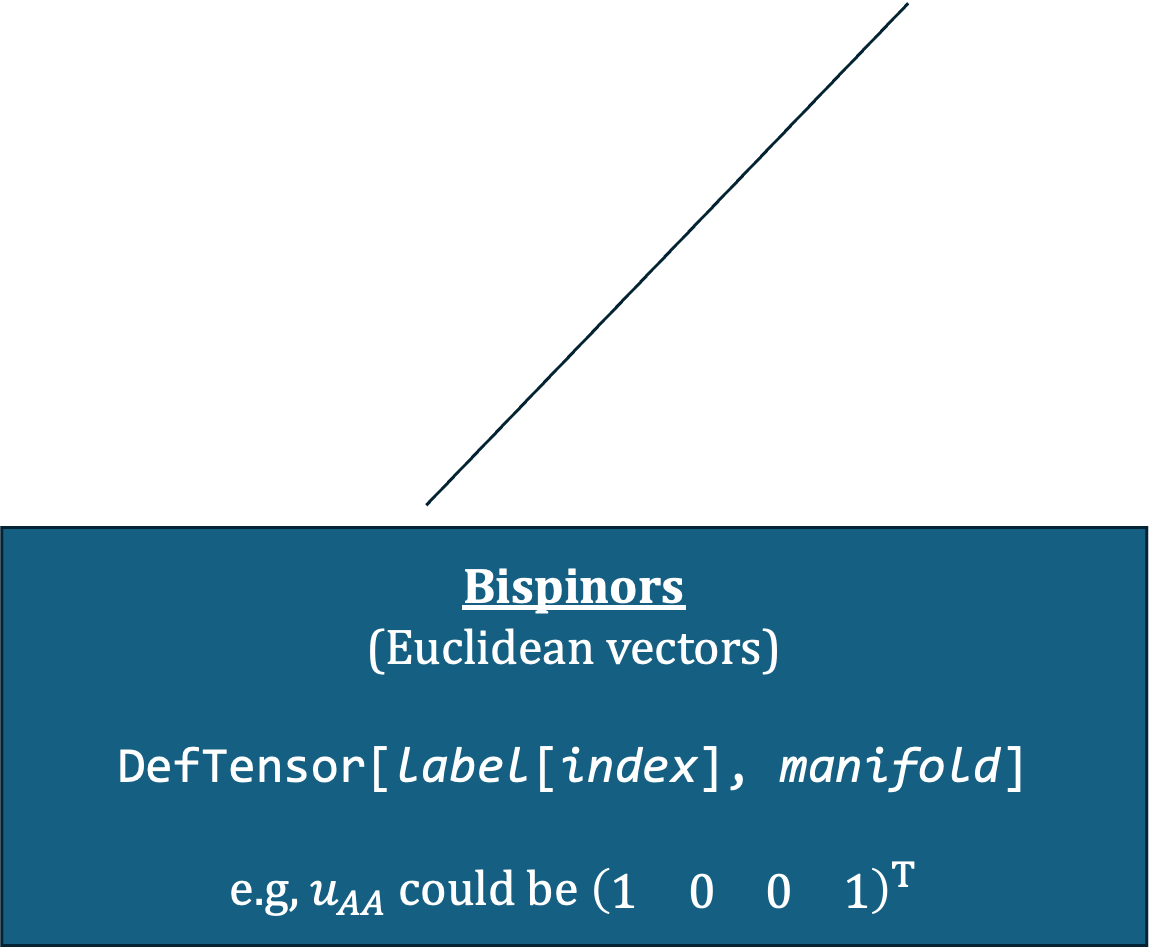 Bispinors
(Euclidean vectors)
DefTensor[label[index], manifold]
e.g, u_AA could be (1 0 0 1)^T